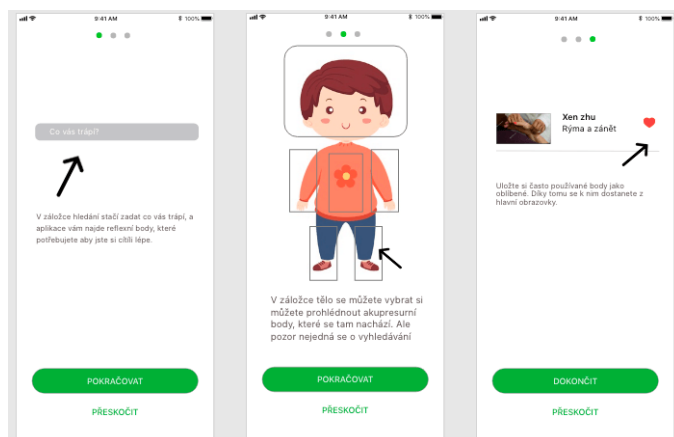 9:41 AM
100%
Co vás trápí?
V záložce hledání stačí zadat co vás trápí, a
aplikace vám najde reflexní body, které
potřebujete aby jste si cítili lépe.
POKRAČOVAT
PŘESKOČIT
9:41 AM
100%
V záložce tělo se můžete vybrat si
můžete prohlédnout akupresurní
body, které se tam nachází. Ale
pozor nejedná se o vyhledávání
POKRAČOVAT
PŘESKOČIT
9:41 AM
100%
Xen zhu
Rýma a zánět
Uložte si často používané body jako
oblíbené. Díky tomu se k nim dostanete z
hlavní obrazovky.
DOKONČIT
PŘESKOČIT